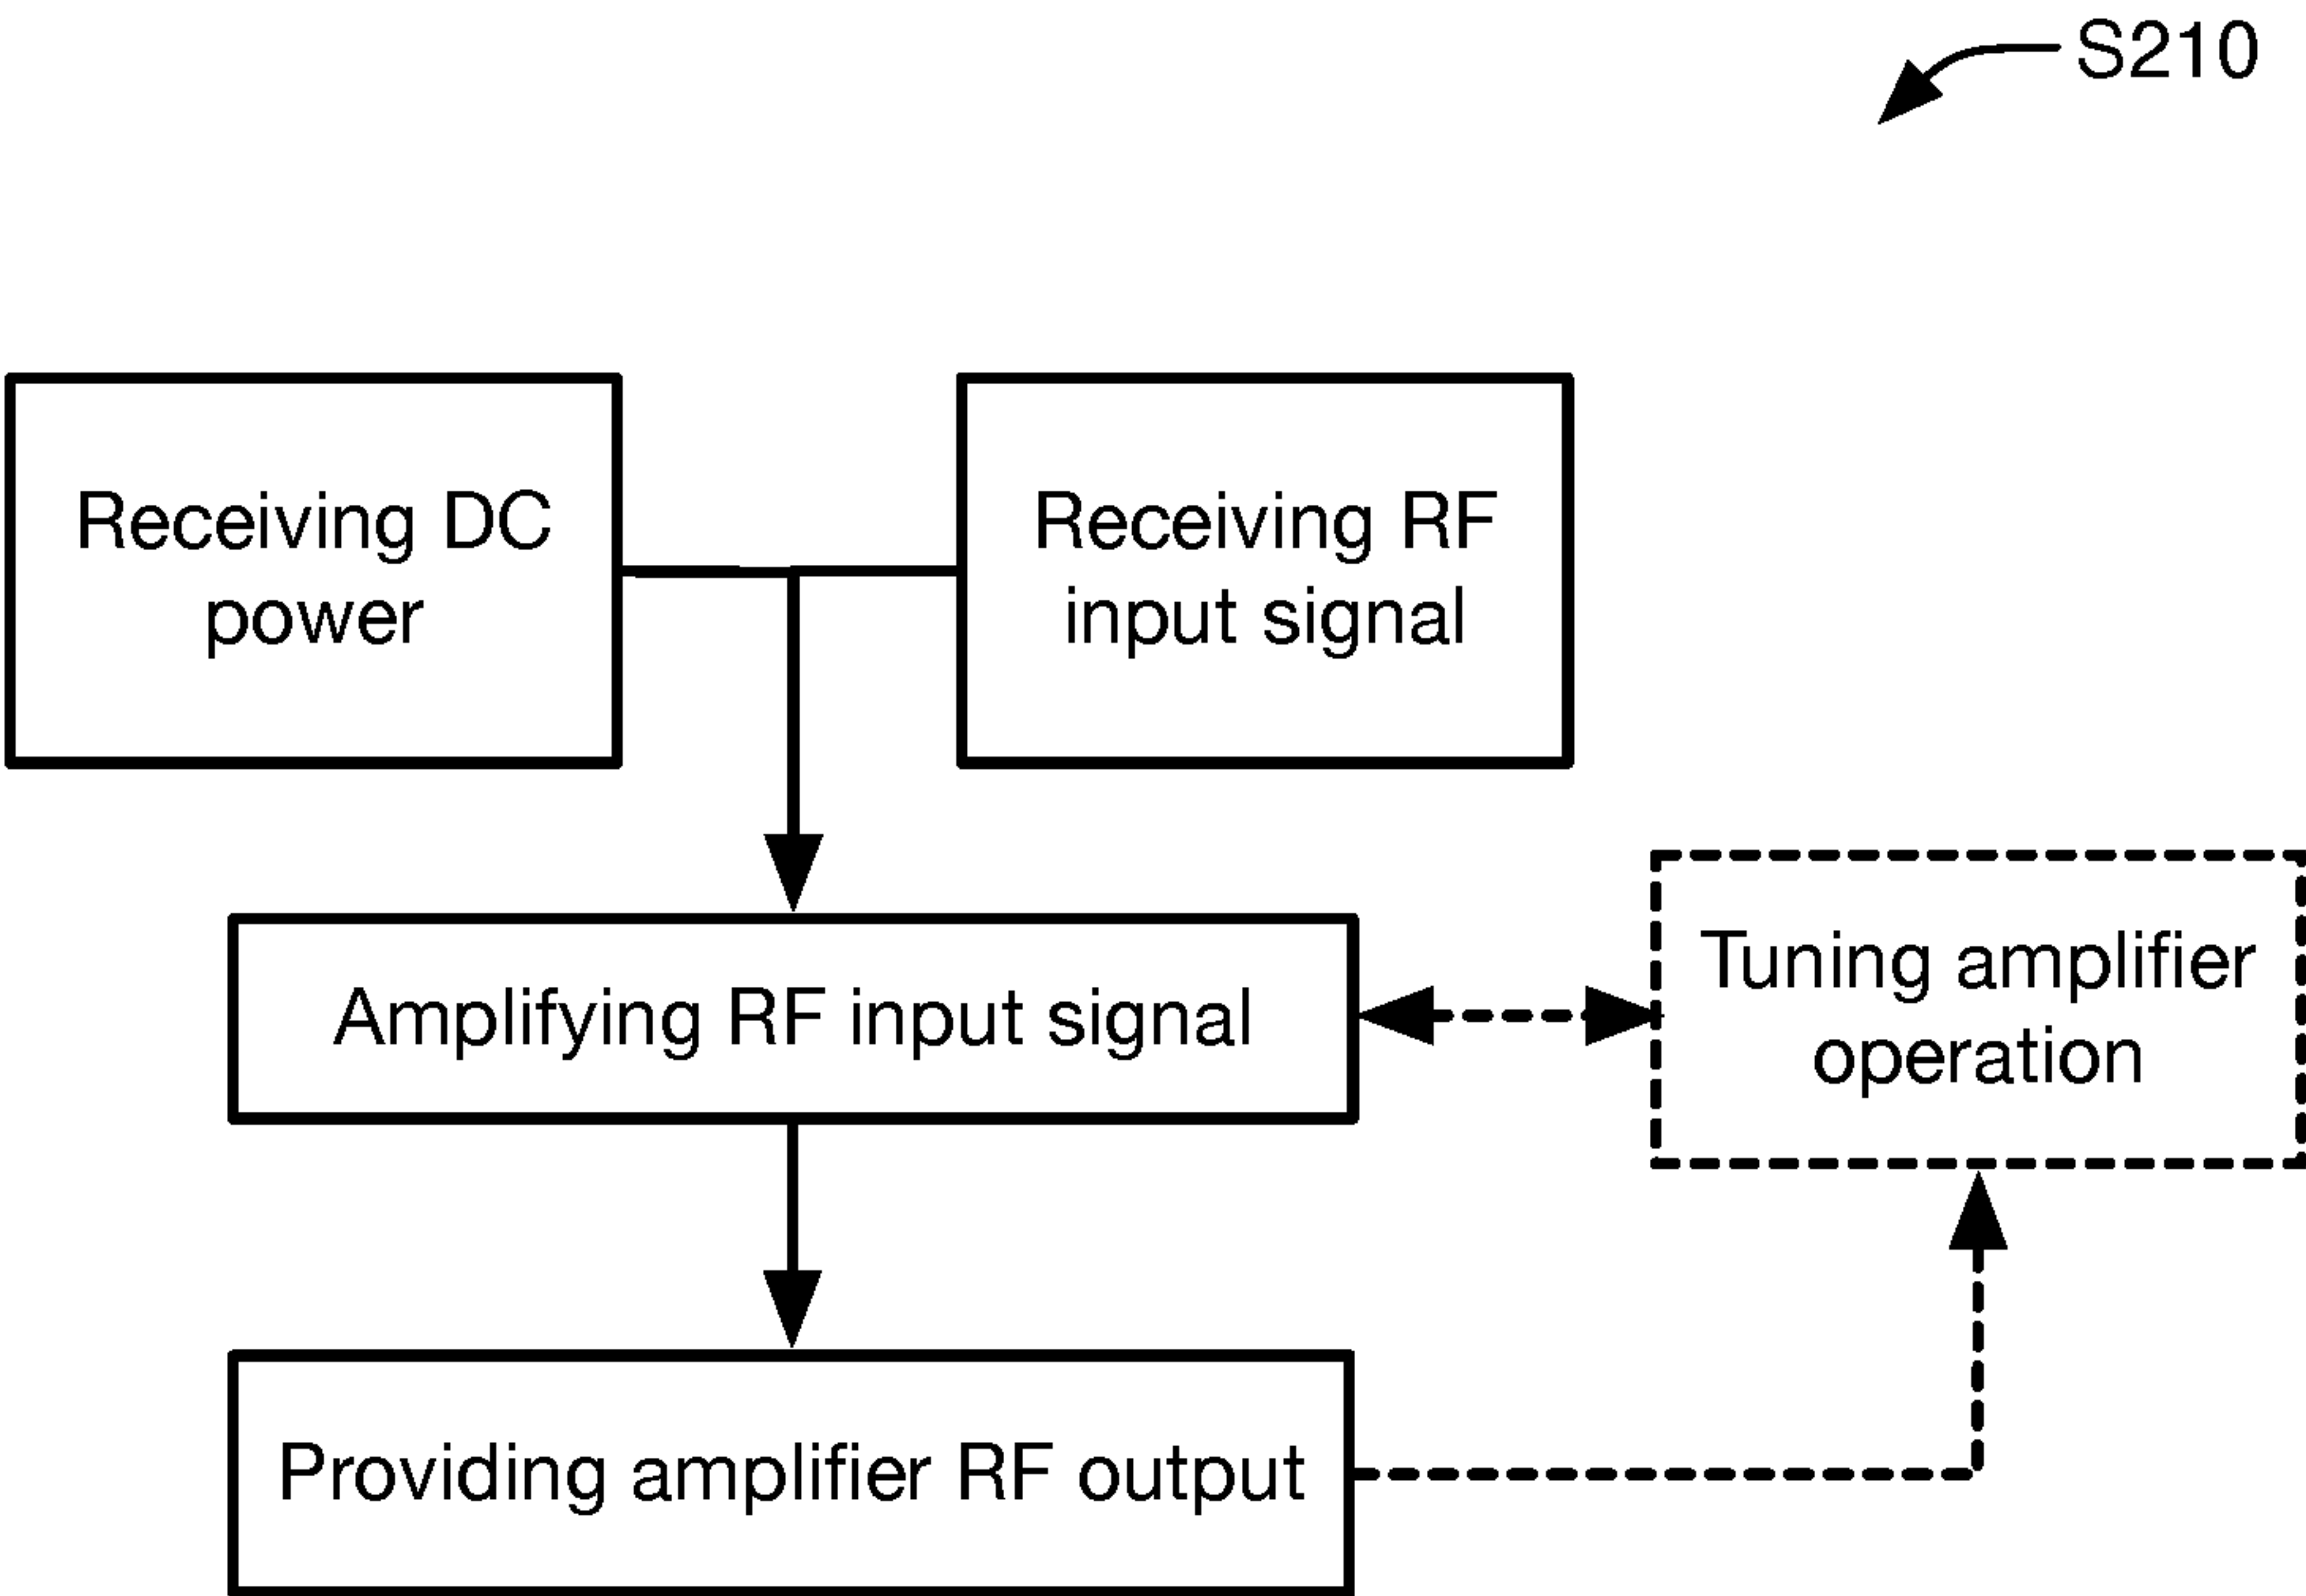 S210
Receiving DC
power
Receiving RF
input signal
Amplifying RF input signal
Tuning amplifier
operation
Providing amplifier RF output